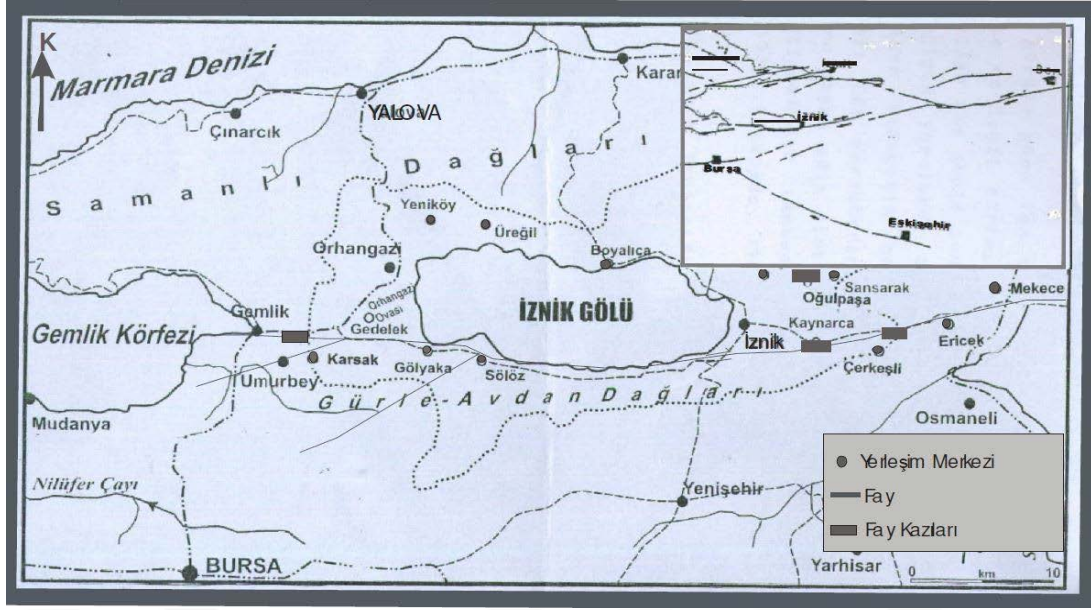 K
Marmara Denizi
YALOVA
Çınarcık
Karam
Samanlı Dağları
Yeniköy
Üreğil
Orhangazi
Boyalıca
Orhangazi Ovası
İZNİK GÖLÜ
Gemlik
Gemlik Körfezi
Gedelek
Karsak
Umurbey
Gölyaka
Sölöz
Gürle-Avdan Dağları
İznik
Kaynarca
Oğulpaşa
Sansarak
Mekece
Ericek
Çerkeşli
Osmaneli
Mudanya
Nilüfer Çayı
Yenişehir
BURSA
Yarhisar
İznik
Bursa
Eskişehir
Yerleşim Merkezi
Fay
Fay Kazıları
0 km 10